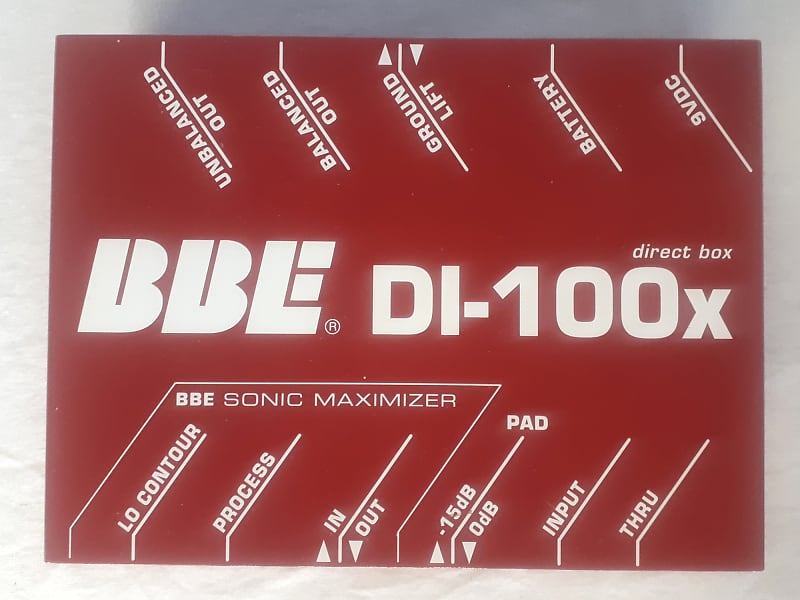 UNBALANCED
OUT
BALANCED
OUT
GROUND
LIFT
BATTERY
9VDC
BBE®
direct box
DI-100x
BBE SONIC MAXIMIZER
PAD
LO CONTOUR
PROCESS
IN
OUT
-15dB
0dB
INPUT
THRU